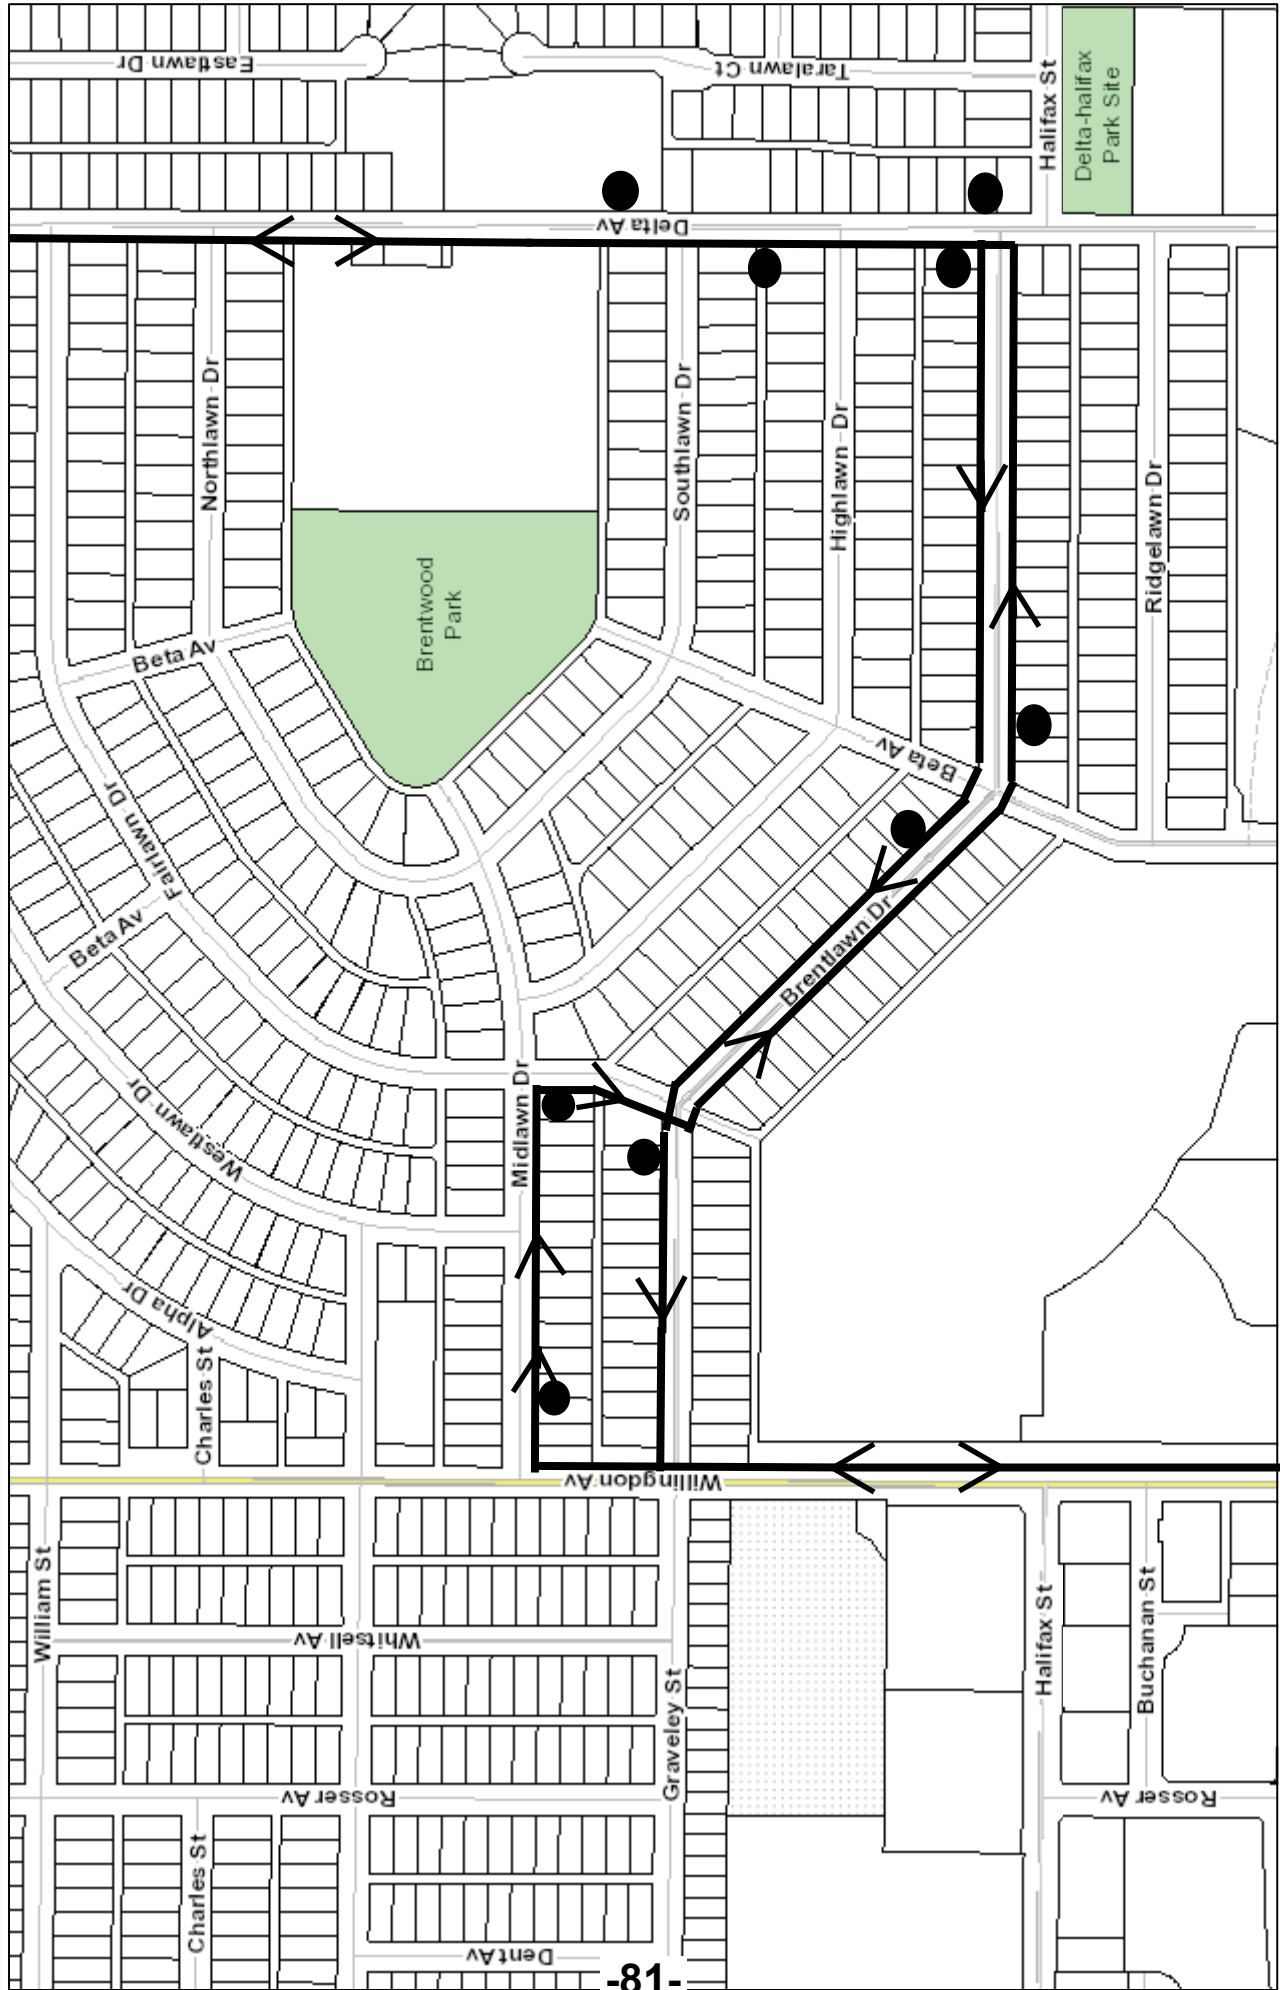 Eastlawn Dr
Taralawn Ct
Halifax St
Delta-halifax
Park Site
Delta Av
Northlawn Dr
Southlawn Dr
Highlawn Dr
Ridgelawn Dr
Brentwood
Park
Beta Av
Beta Av
Fairlawn Dr
Beta Av
Brentlawn Dr
Midlawn Dr
Westlawn Dr
Alpha Dr
Charles St
Willingdon Av
William St
Halifax St
Buchanan St
Whitsell Av
Graveley St
Rosser Av
Rosser Av
Charles St
Dent Av
-81-